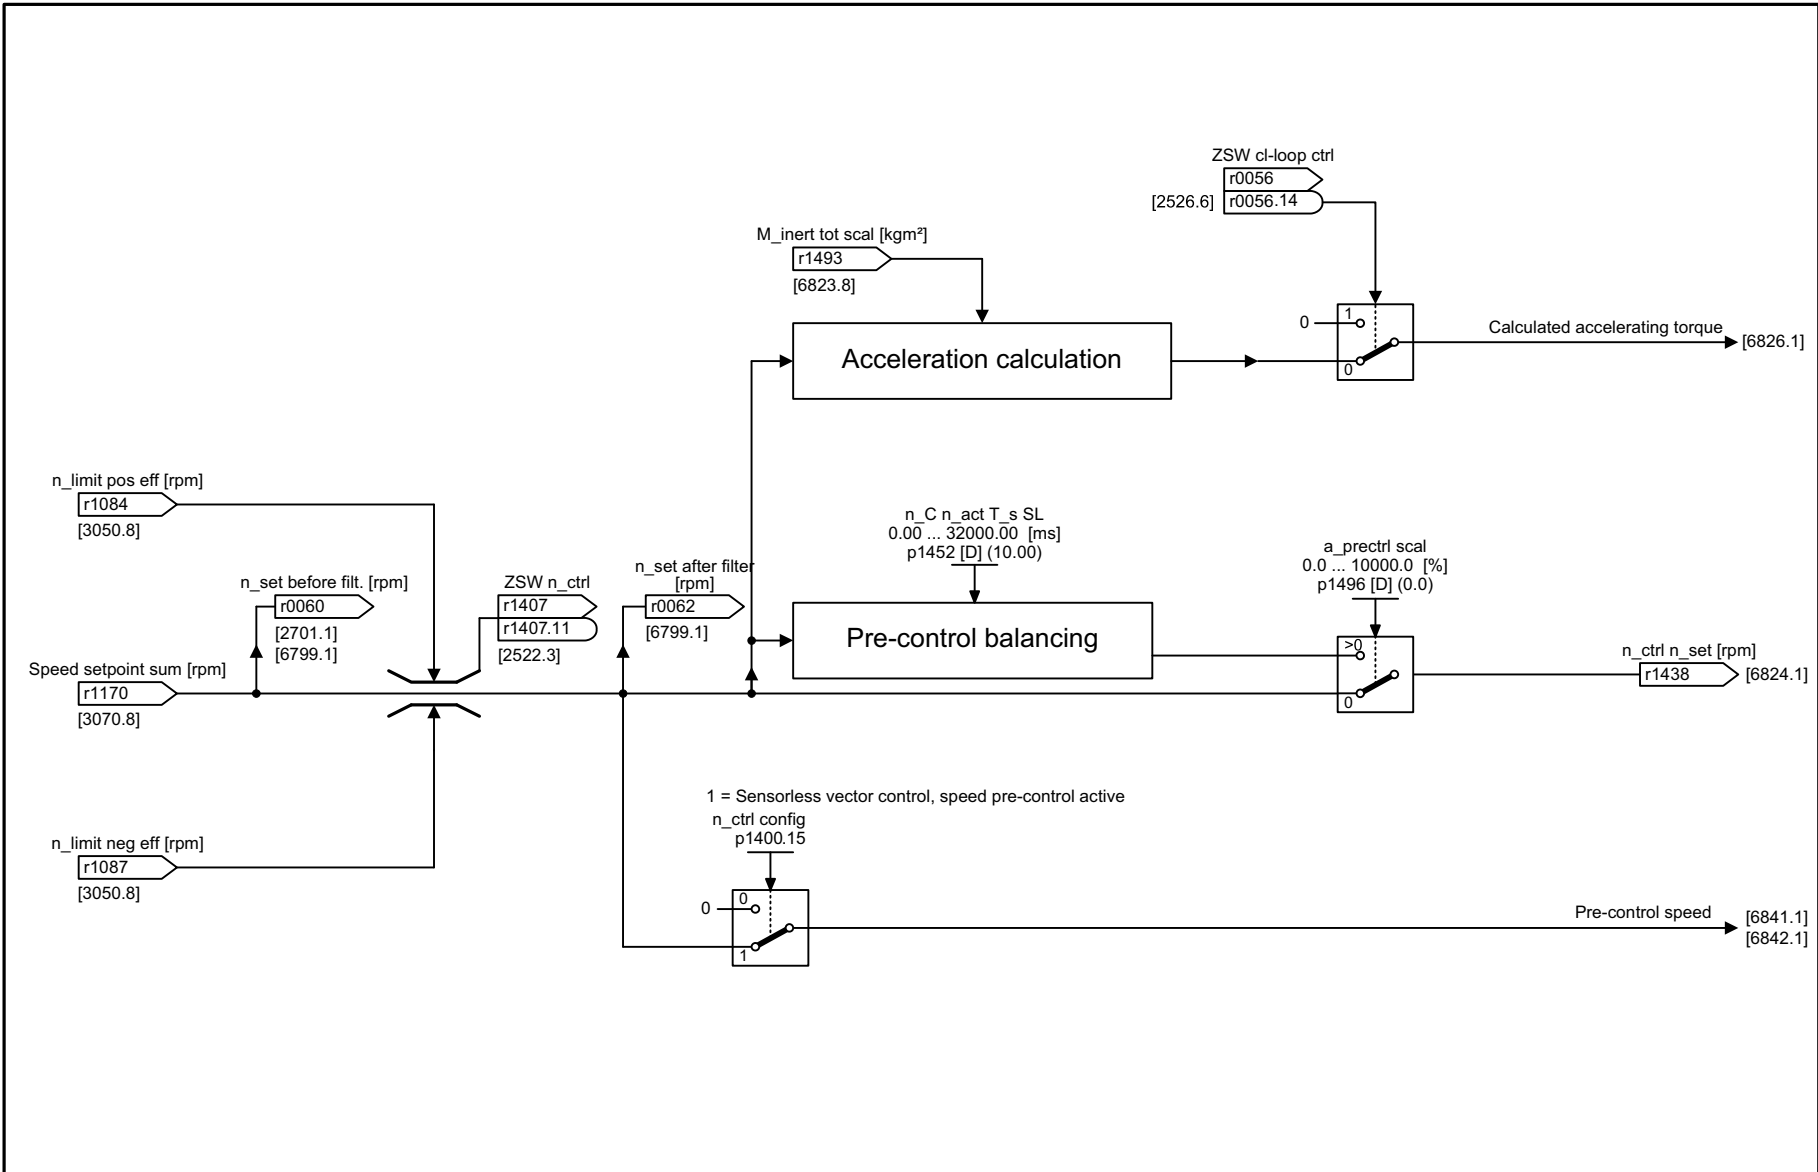 ZSW cl-loop ctrl
r0056
[2526.6] r0056.14
M_inert tot scal [kgm²]
r1493
[6823.8]
1
0
0
Acceleration calculation
Calculated accelerating torque
[6826.1]
n_limit pos eff [rpm]
r1084
[3050.8]
n_C n_act T_s SL
0.00 ... 32000.00 [ms]
p1452 [D] (10.00)
a_prectrl scal
0.0 ... 10000.0 [%]
p1496 [D] (0.0)
n_set before filt. [rpm]
r0060
[2701.1]
[6799.1]
ZSW n_ctrl
r1407
r1407.11
[2522.3]
n_set after filter
[rpm]
r0062
[6799.1]
Pre-control balancing
>0
0
n_ctrl n_set [rpm]
r1438
[6824.1]
Speed setpoint sum [rpm]
r1170
[3070.8]
1 = Sensorless vector control, speed pre-control active
n_ctrl config
p1400.15
n_limit neg eff [rpm]
r1087
[3050.8]
0
0
1
Pre-control speed
[6841.1]
[6842.1]